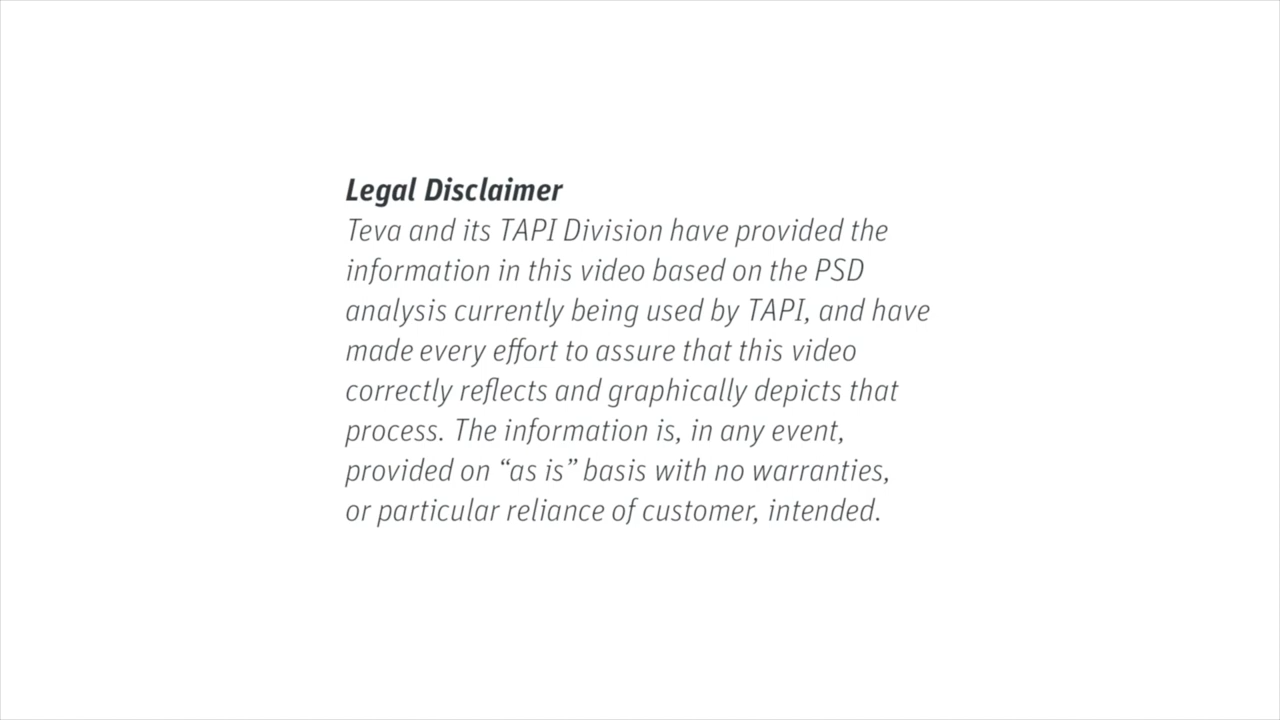 Legal Disclaimer
Teva and its TAPI Division have provided the
information in this video based on the PSD
analysis currently being used by TAPI, and have
made every effort to assure that this video
correctly reflects and graphically depicts that
process. The information is, in any event,
provided on “as is” basis with no warranties,
or particular reliance of customer, intended.